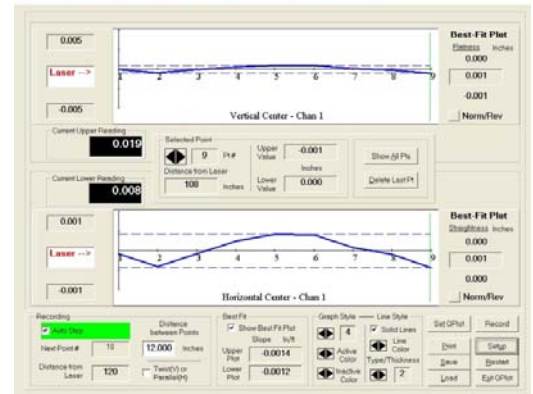 0.005
Laser -->
-0.005
1 2 3 4 5 6 7 8 9
Vertical Center - Chan 1
Best-Fit Plot
Flatness Inches
0.000
0.001
-0.001
Norm/Rev
Current Upper Reading
0.019
Selected Point
9 Pt #
Distance from Laser
108 Inches
Upper Value -0.001
Inches
Lower Value 0.000
Show All Pts
Delete Last Pt
Current Lower Reading
0.008
0.001
Laser -->
-0.001
1 2 3 4 5 6 7 8 9
Horizontal Center - Chan 1
Best-Fit Plot
Straightness Inches
0.000
0.001
0.000
Norm/Rev
Recording
Auto Step
Next Point # 10
Distance from Laser 120
Distance between Points
12.000 Inches
Twist(V) or Parallel(H)
Best Fit
Show Best Fit Plot
Slope In/ft
Upper Plot -0.0014
Lower Plot -0.0012
Graph Style
4
Active Color
Inactive Color
Line Style
Solid Lines
Line Color
Type/Thickness
2
Set QPlot
Record
Print
Setup
Save
Restart
Load
Exit QPlot